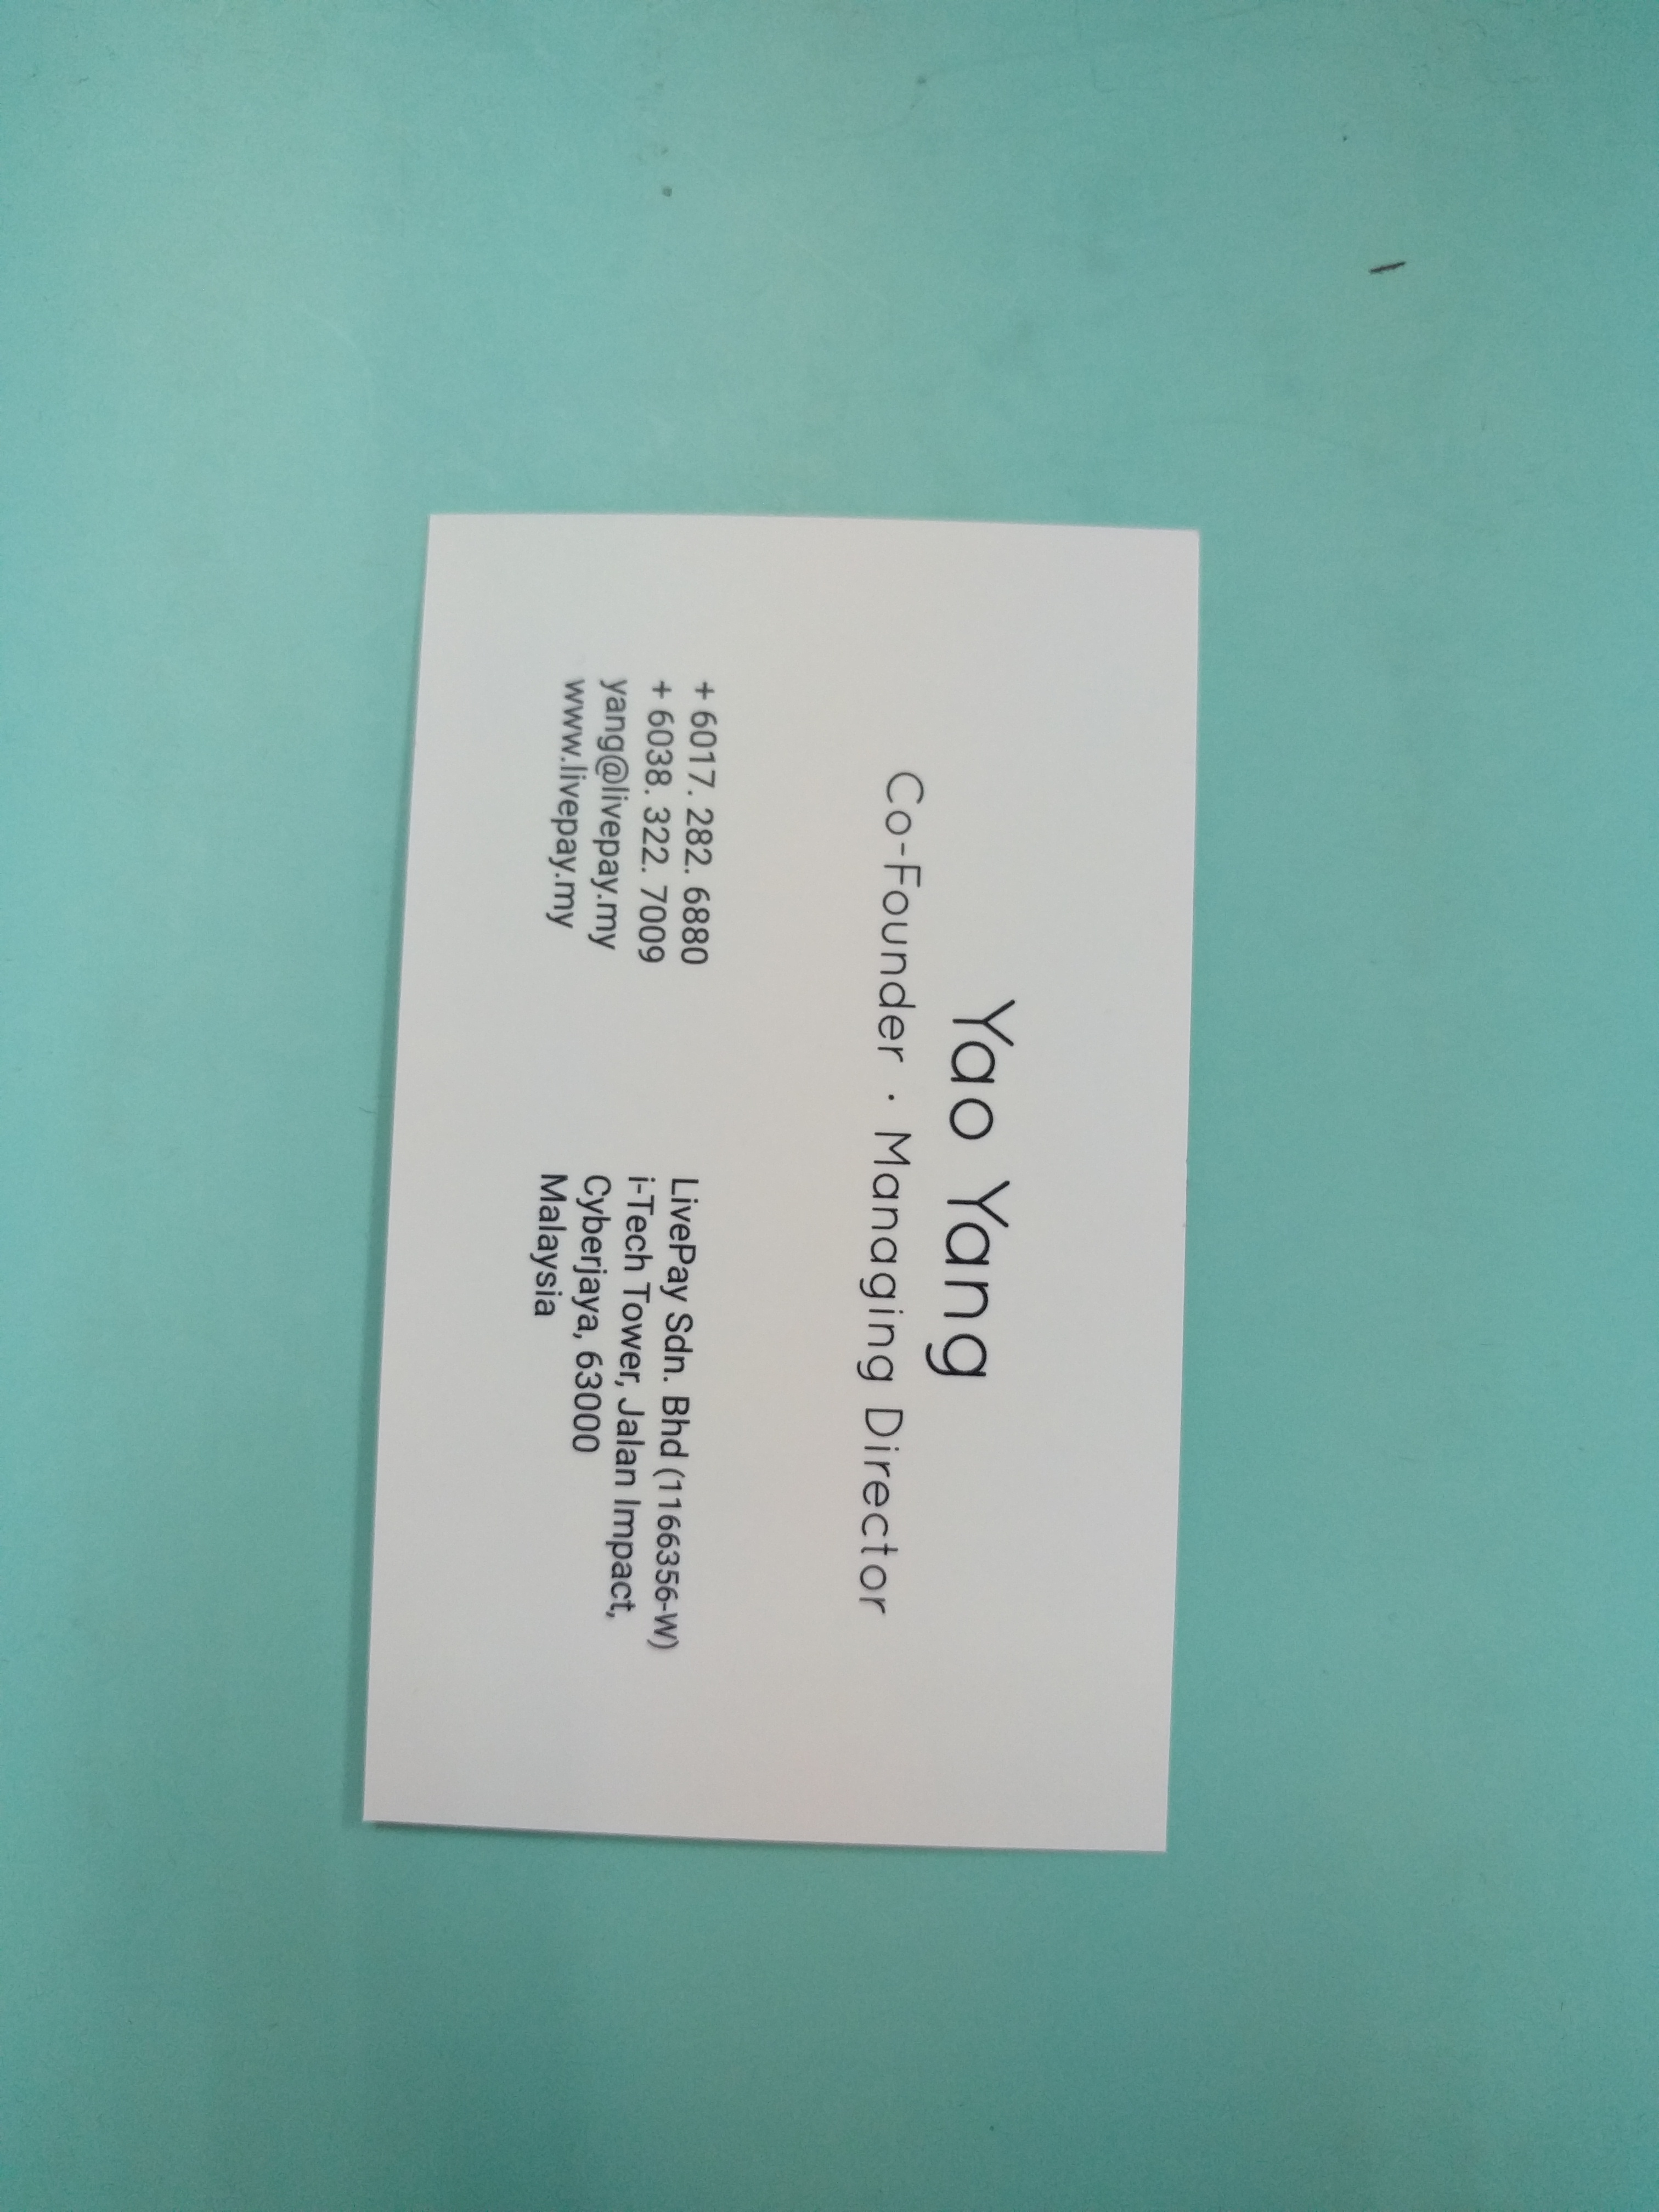 Yao Yang
Co-Founder · Managing Director
+ 6017. 282. 6880
+ 6038. 322. 7009
yang@livepay.my
www.livepay.my
LivePay Sdn. Bhd (1166356-W)
i-Tech Tower, Jalan Impact,
Cyberjaya, 63000
Malaysia